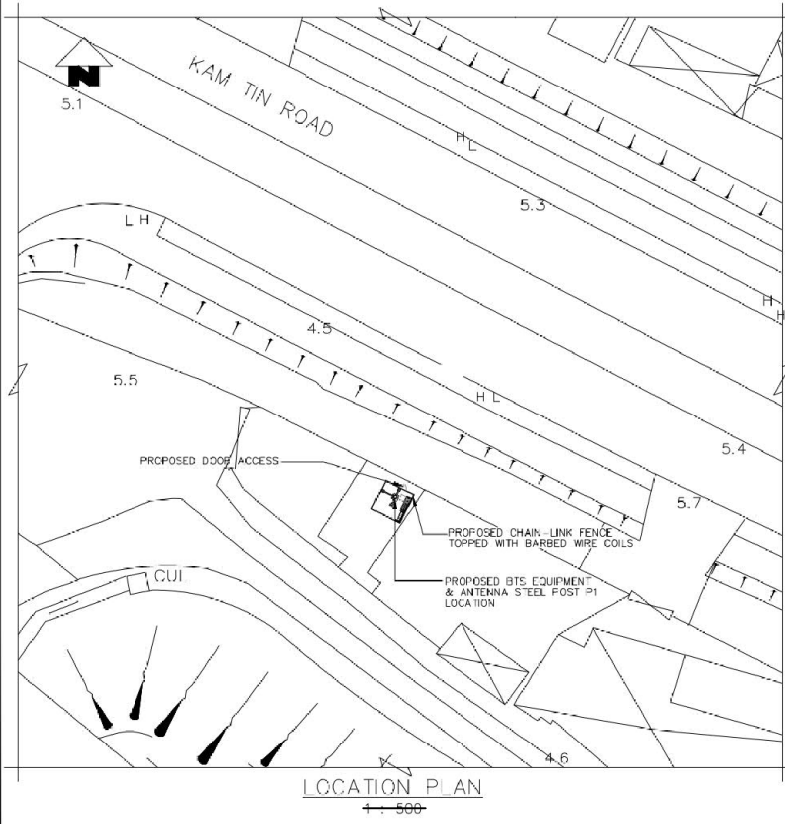 N
5.1
KAM TIN ROAD
H
L
5.3
L H
H
H
4.5
5.5
H L
5.4
PROPOSED DOOR ACCESS
5.7
PROPOSED CHAIN-LINK FENCE
TOPPED WITH BARBED WIRE COILS
CUL
PROPOSED BTS EQUIPMENT
& ANTENNA STEEL POST P1
LOCATION
4.6
LOCATION PLAN
1 : 500